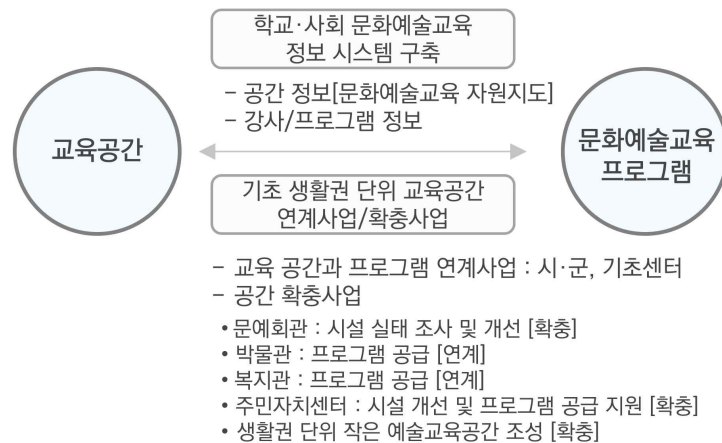 학교·사회 문화예술교육
정보 시스템 구축
– 공간 정보[문화예술교육 자원지도]
– 강사/프로그램 정보
교육공간
문화예술교육
프로그램
기초 생활권 단위 교육공간
연계사업/확충사업
– 교육 공간과 프로그램 연계사업 : 시·군, 기초센터
– 공간 확충사업
• 문예회관 : 시설 실태 조사 및 개선 [확충]
• 박물관 : 프로그램 공급 [연계]
• 복지관 : 프로그램 공급 [연계]
• 주민자치센터 : 시설 개선 및 프로그램 공급 지원 [확충]
• 생활권 단위 작은 예술교육공간 조성 [확충]